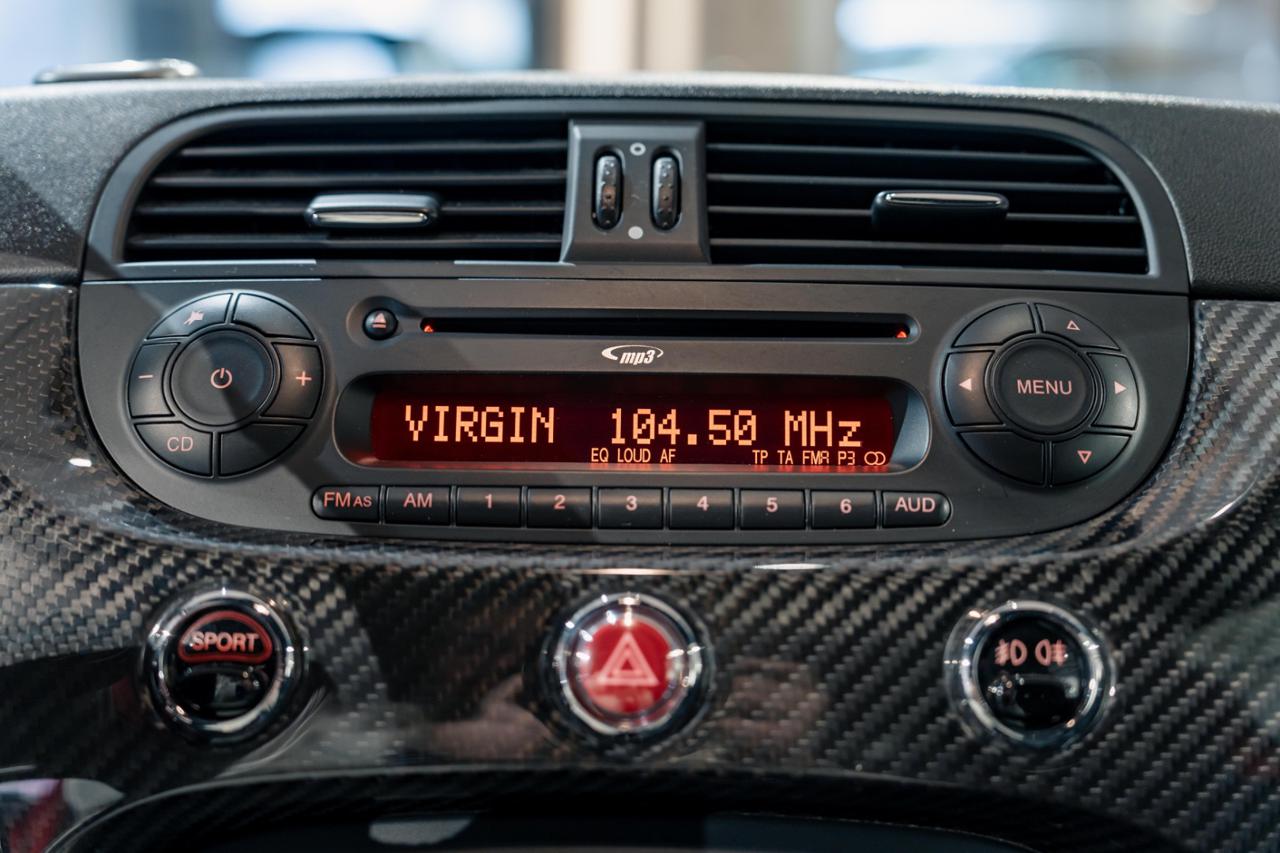 mp3
VIRGIN 104.50 MHz
EQ LOUD AF TP TA FMA P3
CD
MENU
FM AS AM 1 2 3 4 5 6 AUD
SPORT